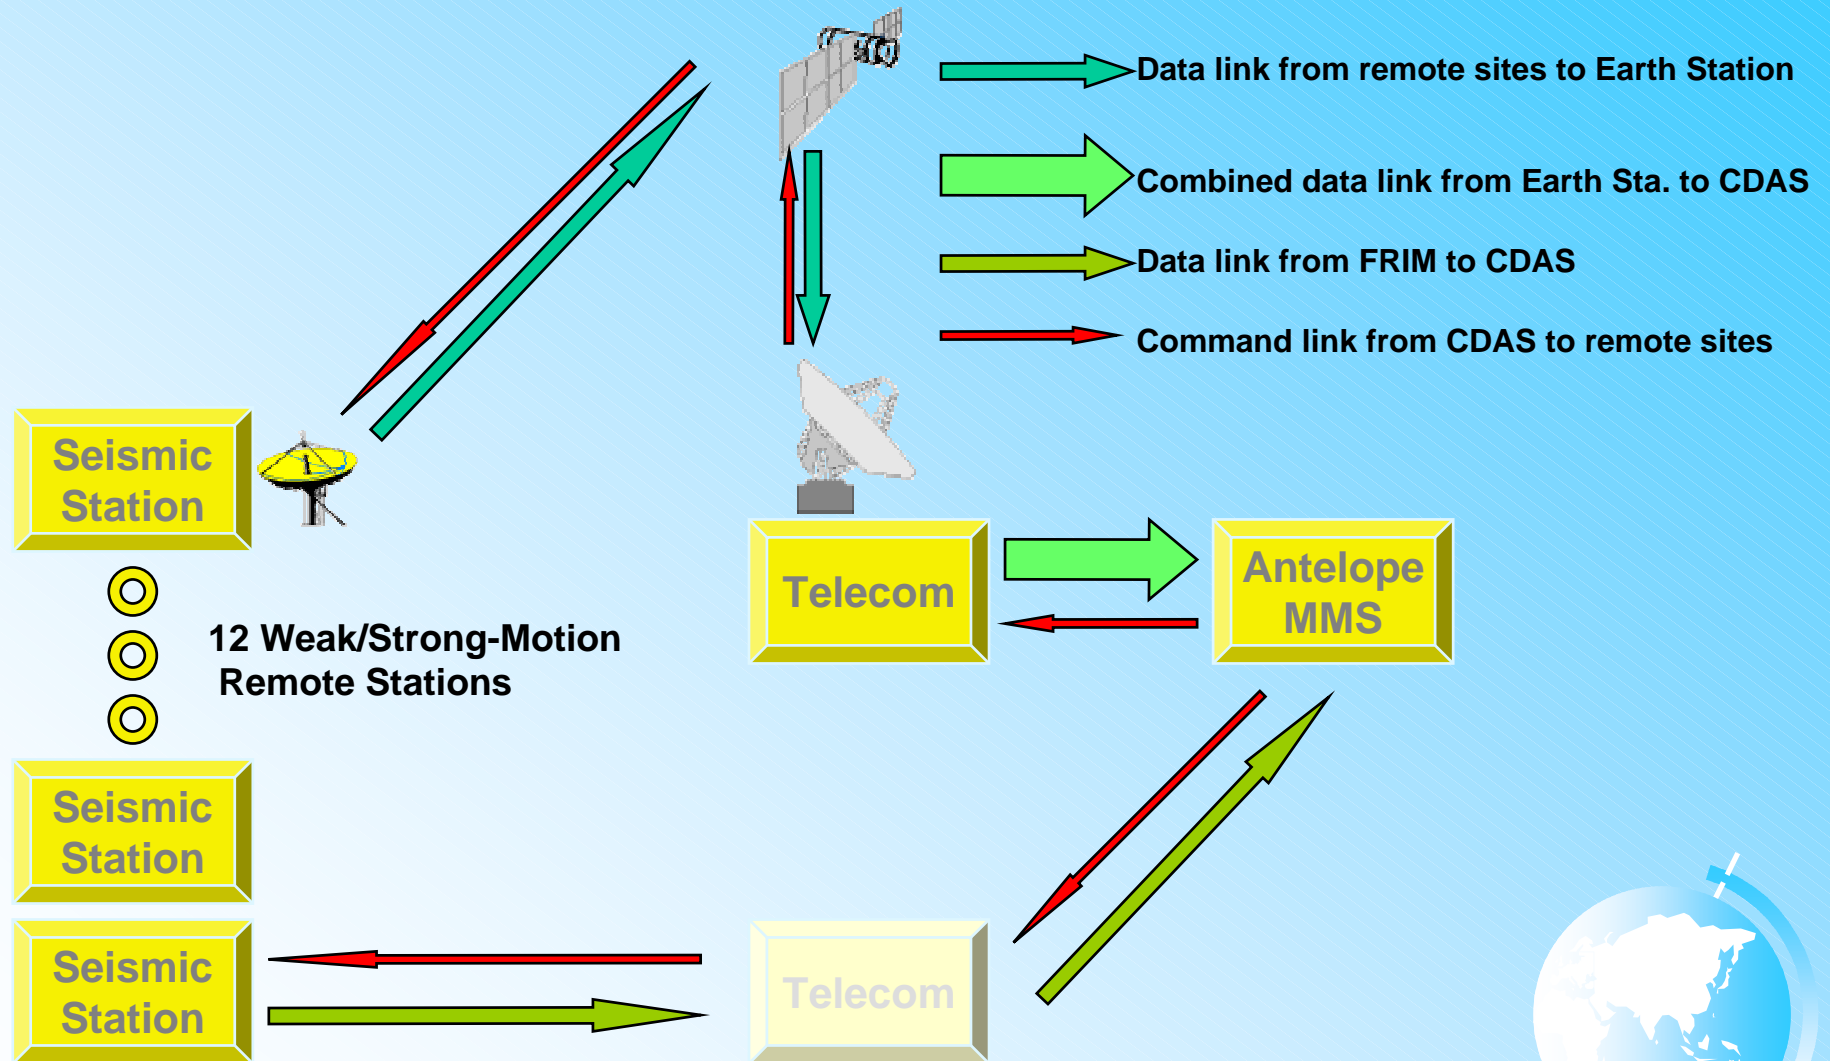 Data link from remote sites to Earth Station
Combined data link from Earth Sta. to CDAS
Data link from FRIM to CDAS
Command link from CDAS to remote sites
Seismic
Station
Telecom
Antelope
MMS
12 Weak/Strong-Motion
Remote Stations
Seismic
Station
Seismic
Station
Telecom